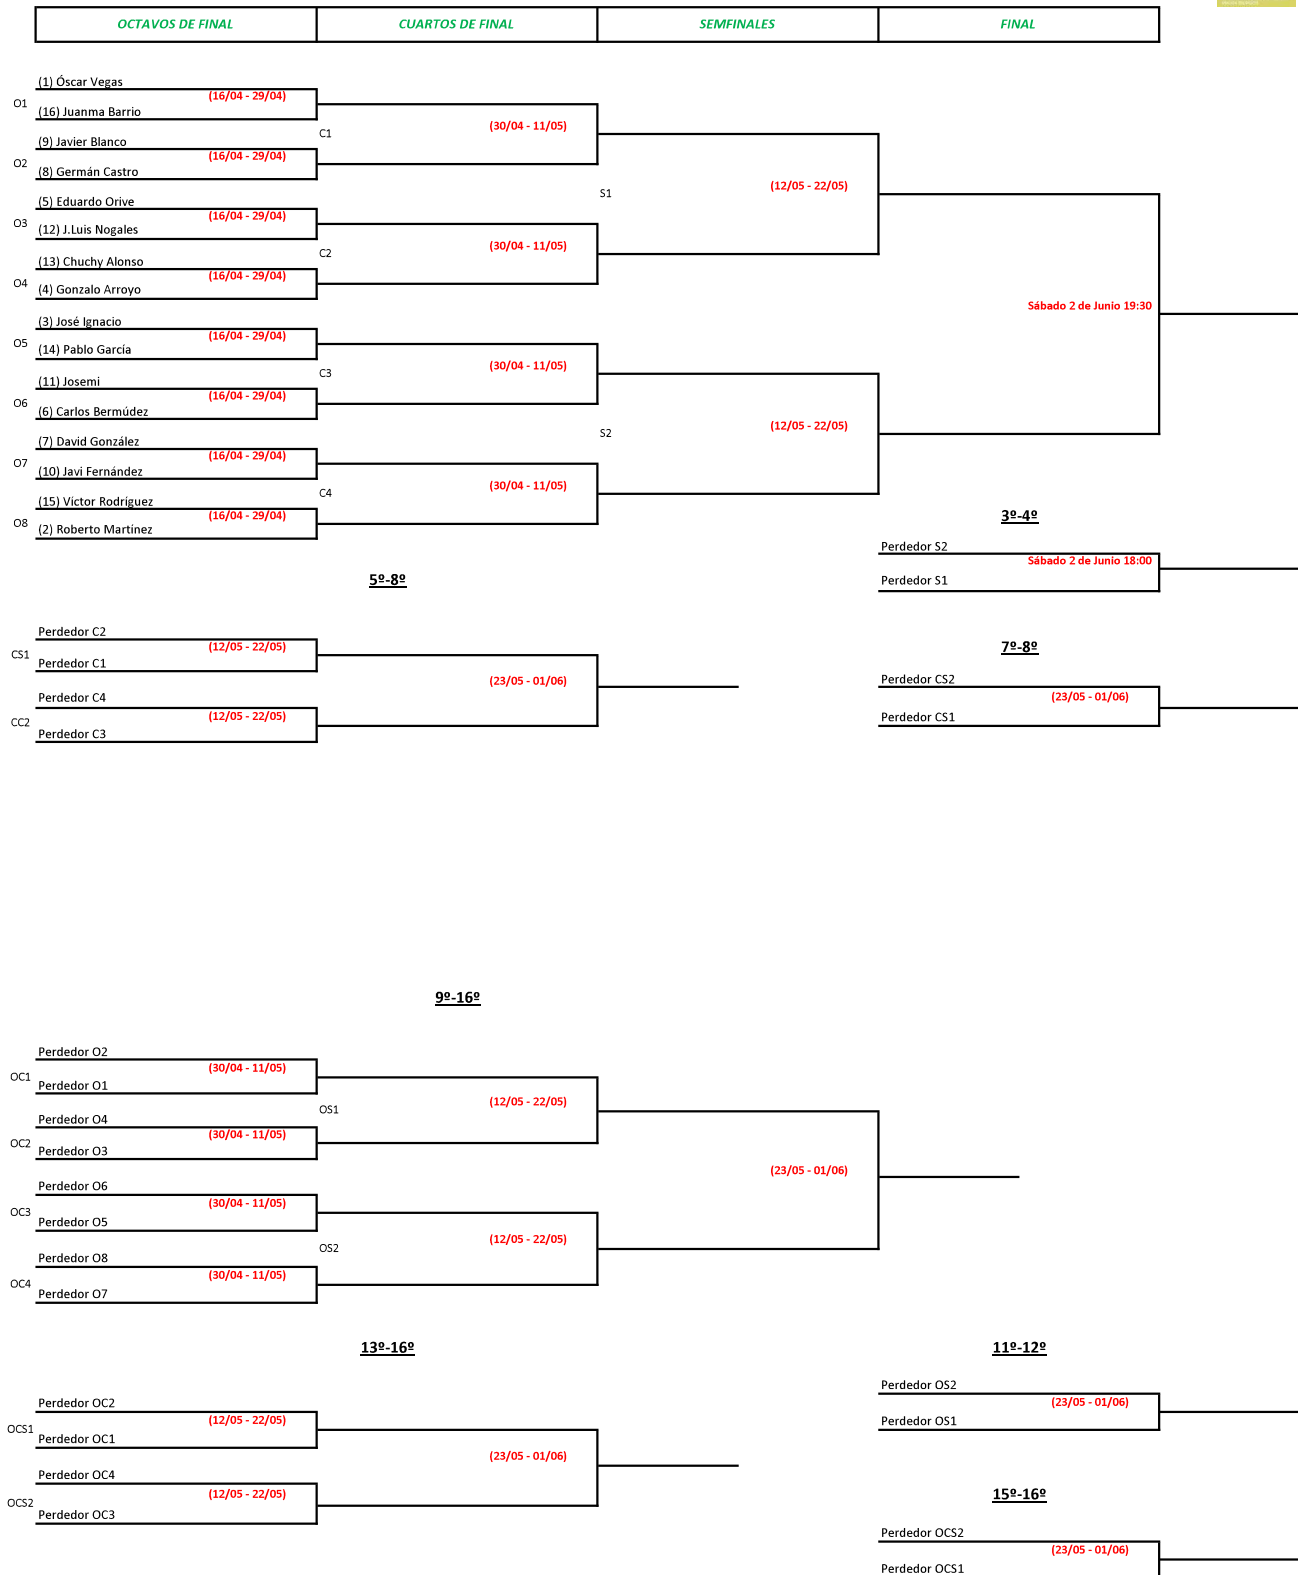 OCTAVOS DE FINAL CUARTOS DE FINAL SEMFINALES FINAL
(1) Óscar Vegas
(16/04 - 29/04)
O1
(16) Juanma Barrio
(30/04 - 11/05)
C1
(9) Javier Blanco
(16/04 - 29/04)
O2
(8) Germán Castro
(12/05 - 22/05)
S1
(5) Eduardo Orive
(16/04 - 29/04)
O3
(12) J.Luis Nogales
(30/04 - 11/05)
C2
(13) Chuchy Alonso
(16/04 - 29/04)
O4
(4) Gonzalo Arroyo
Sábado 2 de Junio 19:30
(3) José Ignacio
(16/04 - 29/04)
O5
(14) Pablo García
(30/04 - 11/05)
C3
(11) Josemi
(16/04 - 29/04)
O6
(6) Carlos Bermúdez
(12/05 - 22/05)
S2
(7) David González
(16/04 - 29/04)
O7
(10) Javi Fernández
(30/04 - 11/05)
C4
(15) Victor Rodríguez
(16/04 - 29/04)
O8
(2) Roberto Martínez
3º-4º
Perdedor S2
Sábado 2 de Junio 18:00
Perdedor S1
5º-8º
Perdedor C2
(12/05 - 22/05)
CS1
Perdedor C1
(23/05 - 01/06)
Perdedor C4
(12/05 - 22/05)
CC2
Perdedor C3
7º-8º
Perdedor CS2
(23/05 - 01/06)
Perdedor CS1
9º-16º
Perdedor O2
(30/04 - 11/05)
OC1
Perdedor O1
(12/05 - 22/05)
OS1
Perdedor O4
(30/04 - 11/05)
OC2
Perdedor O3
(23/05 - 01/06)
Perdedor O6
(30/04 - 11/05)
OC3
Perdedor O5
(12/05 - 22/05)
OS2
Perdedor O8
(30/04 - 11/05)
OC4
Perdedor O7
13º-16º
Perdedor OC2
(12/05 - 22/05)
OCS1
Perdedor OC1
(23/05 - 01/06)
Perdedor OC4
(12/05 - 22/05)
OCS2
Perdedor OC3
11º-12º
Perdedor OS2
(23/05 - 01/06)
Perdedor OS1
15º-16º
Perdedor OCS2
(23/05 - 01/06)
Perdedor OCS1